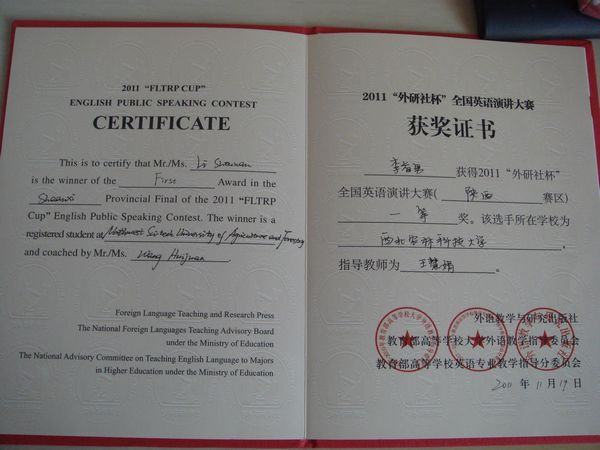 2011 “FLTRP CUP”
ENGLISH PUBLIC SPEAKING CONTEST
CERTIFICATE
This is to certify that Mr./Ms. Li
is the winner of the First Award in the
Shaanxi Provincial Final of the 2011 “FLTRP
Cup” English Public Speaking Contest. The winner is a
registered student at Northwest University of Agriculture and Forestry
and coached by Mr./Ms. Wang Huijuan .
Foreign Language Teaching and Research Press
The National Foreign Languages Teaching Advisory Board
under the Ministry of Education
The National Advisory Committee on Teaching English Language to Majors
in Higher Education under the Ministry of Education
2011 “外研社杯” 全国英语演讲大赛
获奖证书
李 获得2011 “外研社杯”
全国英语演讲大赛( 陕西 赛区)
一等 奖。该选手所在学校为
西北农林科技大学 ,
指导教师为 王慧娟 。
外语教学与研究出版社
教育部高等学校大学外语教学指导委员会
教育部高等学校英语专业教学指导分委员会
2011 年 11 月 19 日